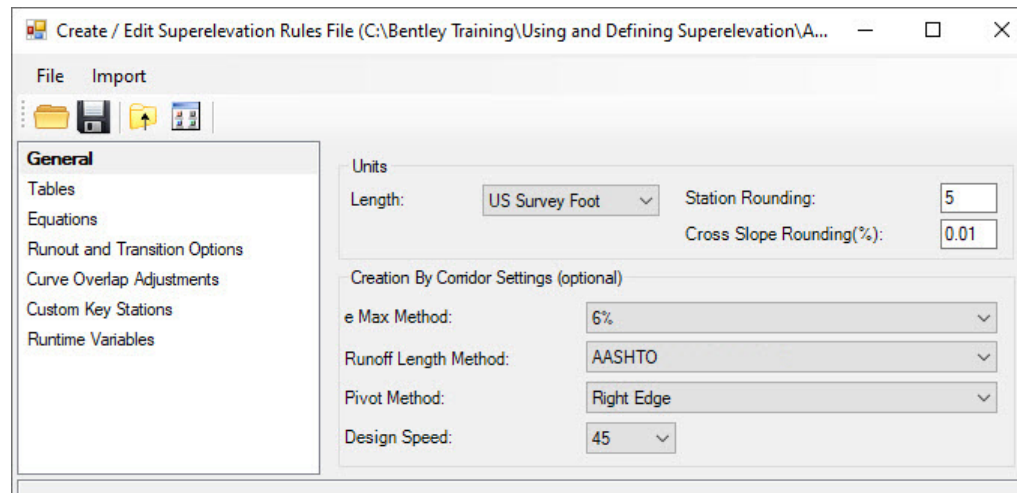 Create / Edit Superelevation Rules File (C:\Bentley Training\Using and Defining Superelevation\A...
File Import
General
Tables
Equations
Runout and Transition Options
Curve Overlap Adjustments
Custom Key Stations
Runtime Variables
Units
Length: US Survey Foot Station Rounding: 5
Cross Slope Rounding(%): 0.01
Creation By Corridor Settings (optional)
e Max Method: 6%
Runoff Length Method: AASHTO
Pivot Method: Right Edge
Design Speed: 45